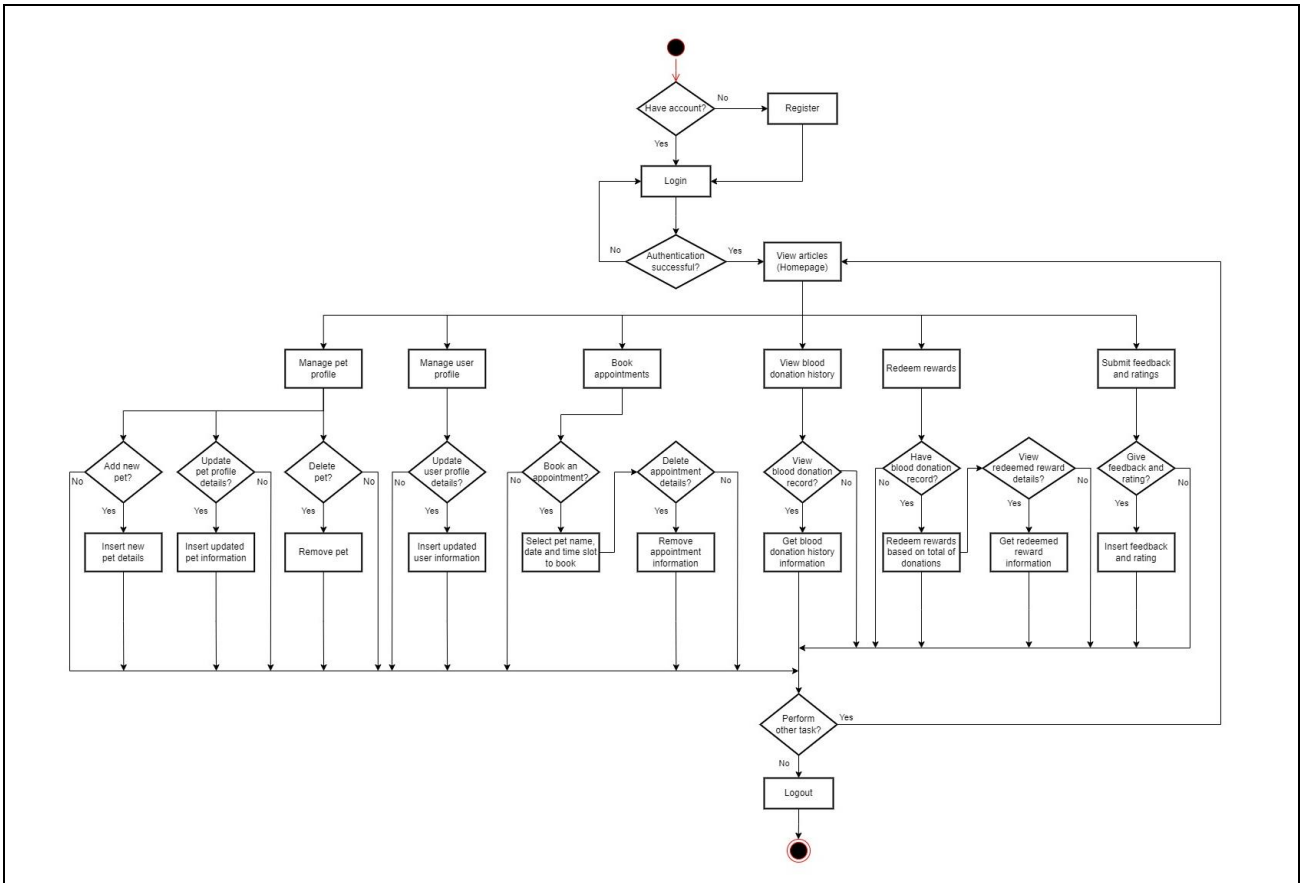 Have account?
No
Register
Yes
Login
No
Authentication
successful?
Yes
View articles
(Homepage)
Manage pet
profile
Manage user
profile
Book
appointments
View blood
donation history
Redeem rewards
Submit feedback
and ratings
Add new
pet?
No
Yes
Update
pet profile
details?
No
Yes
Delete
pet?
No
Yes
Update
user profile
details?
No
Yes
Book an
appointment?
No
Yes
Delete
appointment
details?
No
Yes
View
blood donation
record?
No
Yes
Have
blood donation
record?
No
Yes
View
redeemed reward
details?
No
Yes
Give
feedback and
rating?
No
Yes
Insert new
pet details
Insert updated
pet information
Remove pet
Insert updated
user information
Select pet name,
date and time slot
to book
Remove
appointment
information
Get blood
donation history
information
Redeem rewards
based on total of
donations
Get redeemed
reward
information
Insert feedback
and rating
Perform
other task?
Yes
No
Logout